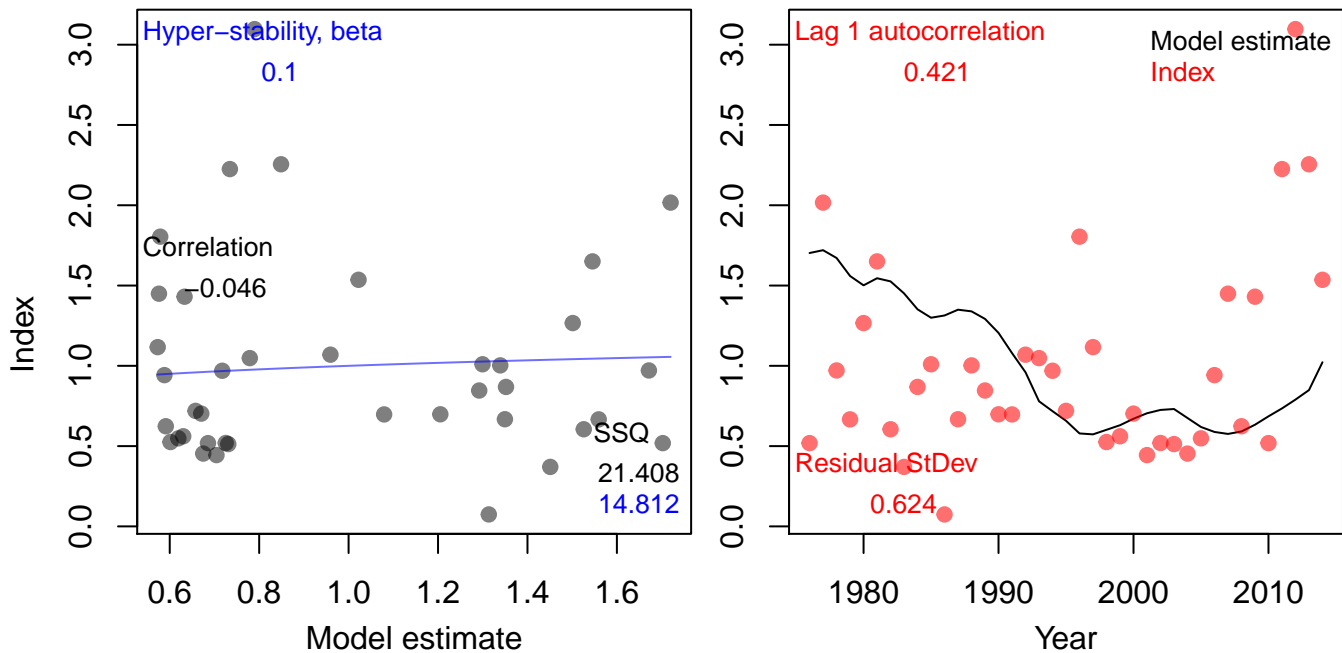 Hyper−stability, beta
0.1
Correlation
−0.046
SSQ
21.408
14.812
Index
0.0
0.5
1.0
1.5
2.0
2.5
3.0
0.6 0.8 1.0 1.2 1.4 1.6
Model estimate
Lag 1 autocorrelation
0.421
Model estimate
Index
Residual StDev
0.624
0.0
0.5
1.0
1.5
2.0
2.5
3.0
1980 1990 2000 2010
Year